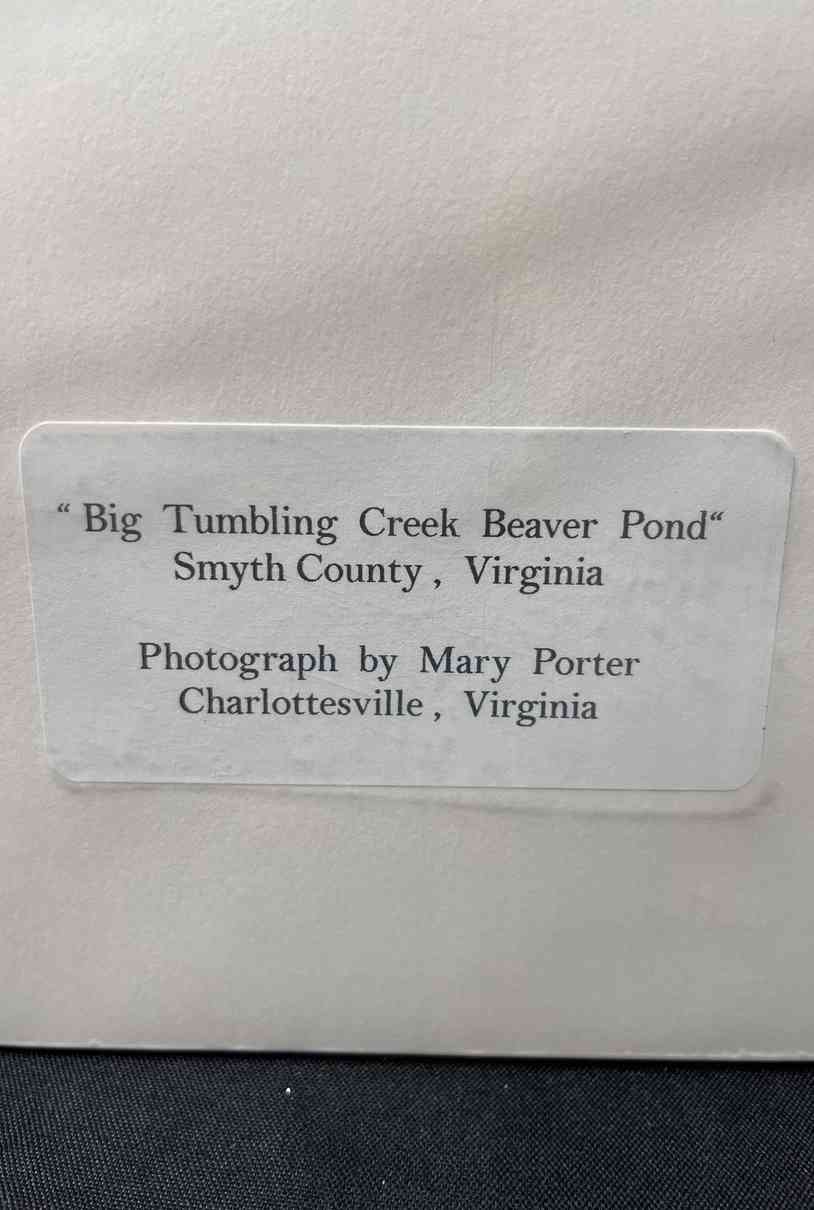 “ Big Tumbling Creek Beaver Pond“
Smyth County , Virginia
Photograph by Mary Porter
Charlottesville , Virginia